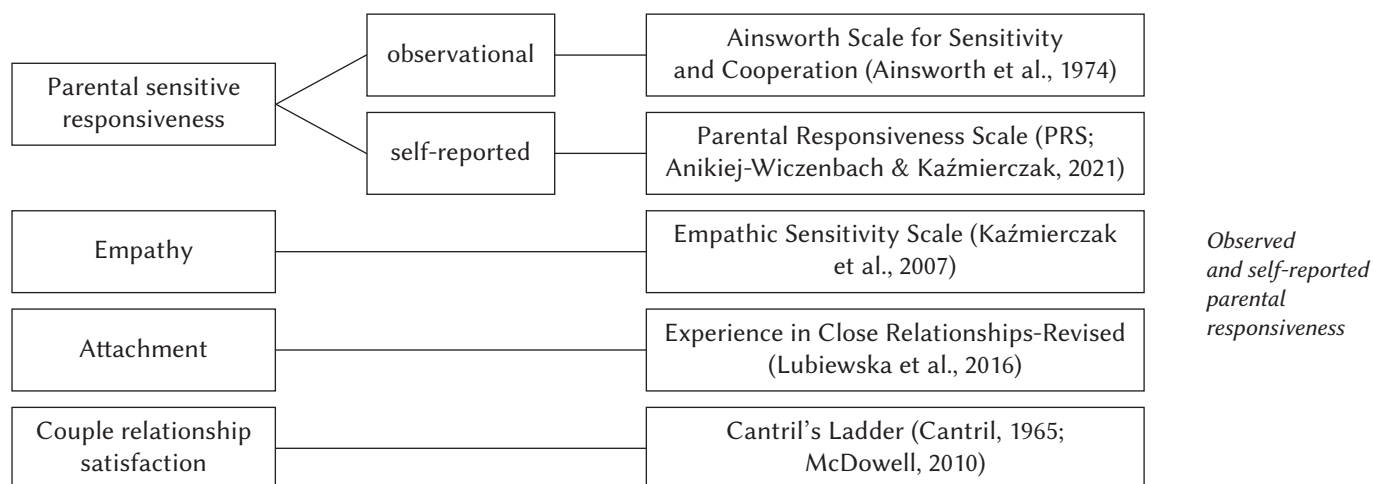 Parental sensitive
responsiveness
observational
Ainsworth Scale for Sensitivity
and Cooperation (Ainsworth et al., 1974)
self-reported
Parental Responsiveness Scale (PRS;
Anikiej-Wiczenbach & Kaźmierczak, 2021)
Empathy
Empathic Sensitivity Scale (Kaźmierczak
et al., 2007)
Attachment
Experience in Close Relationships-Revised
(Lubiewska et al., 2016)
Couple relationship
satisfaction
Cantril’s Ladder (Cantril, 1965;
McDowell, 2010)
Observed
and self-reported
parental
responsiveness